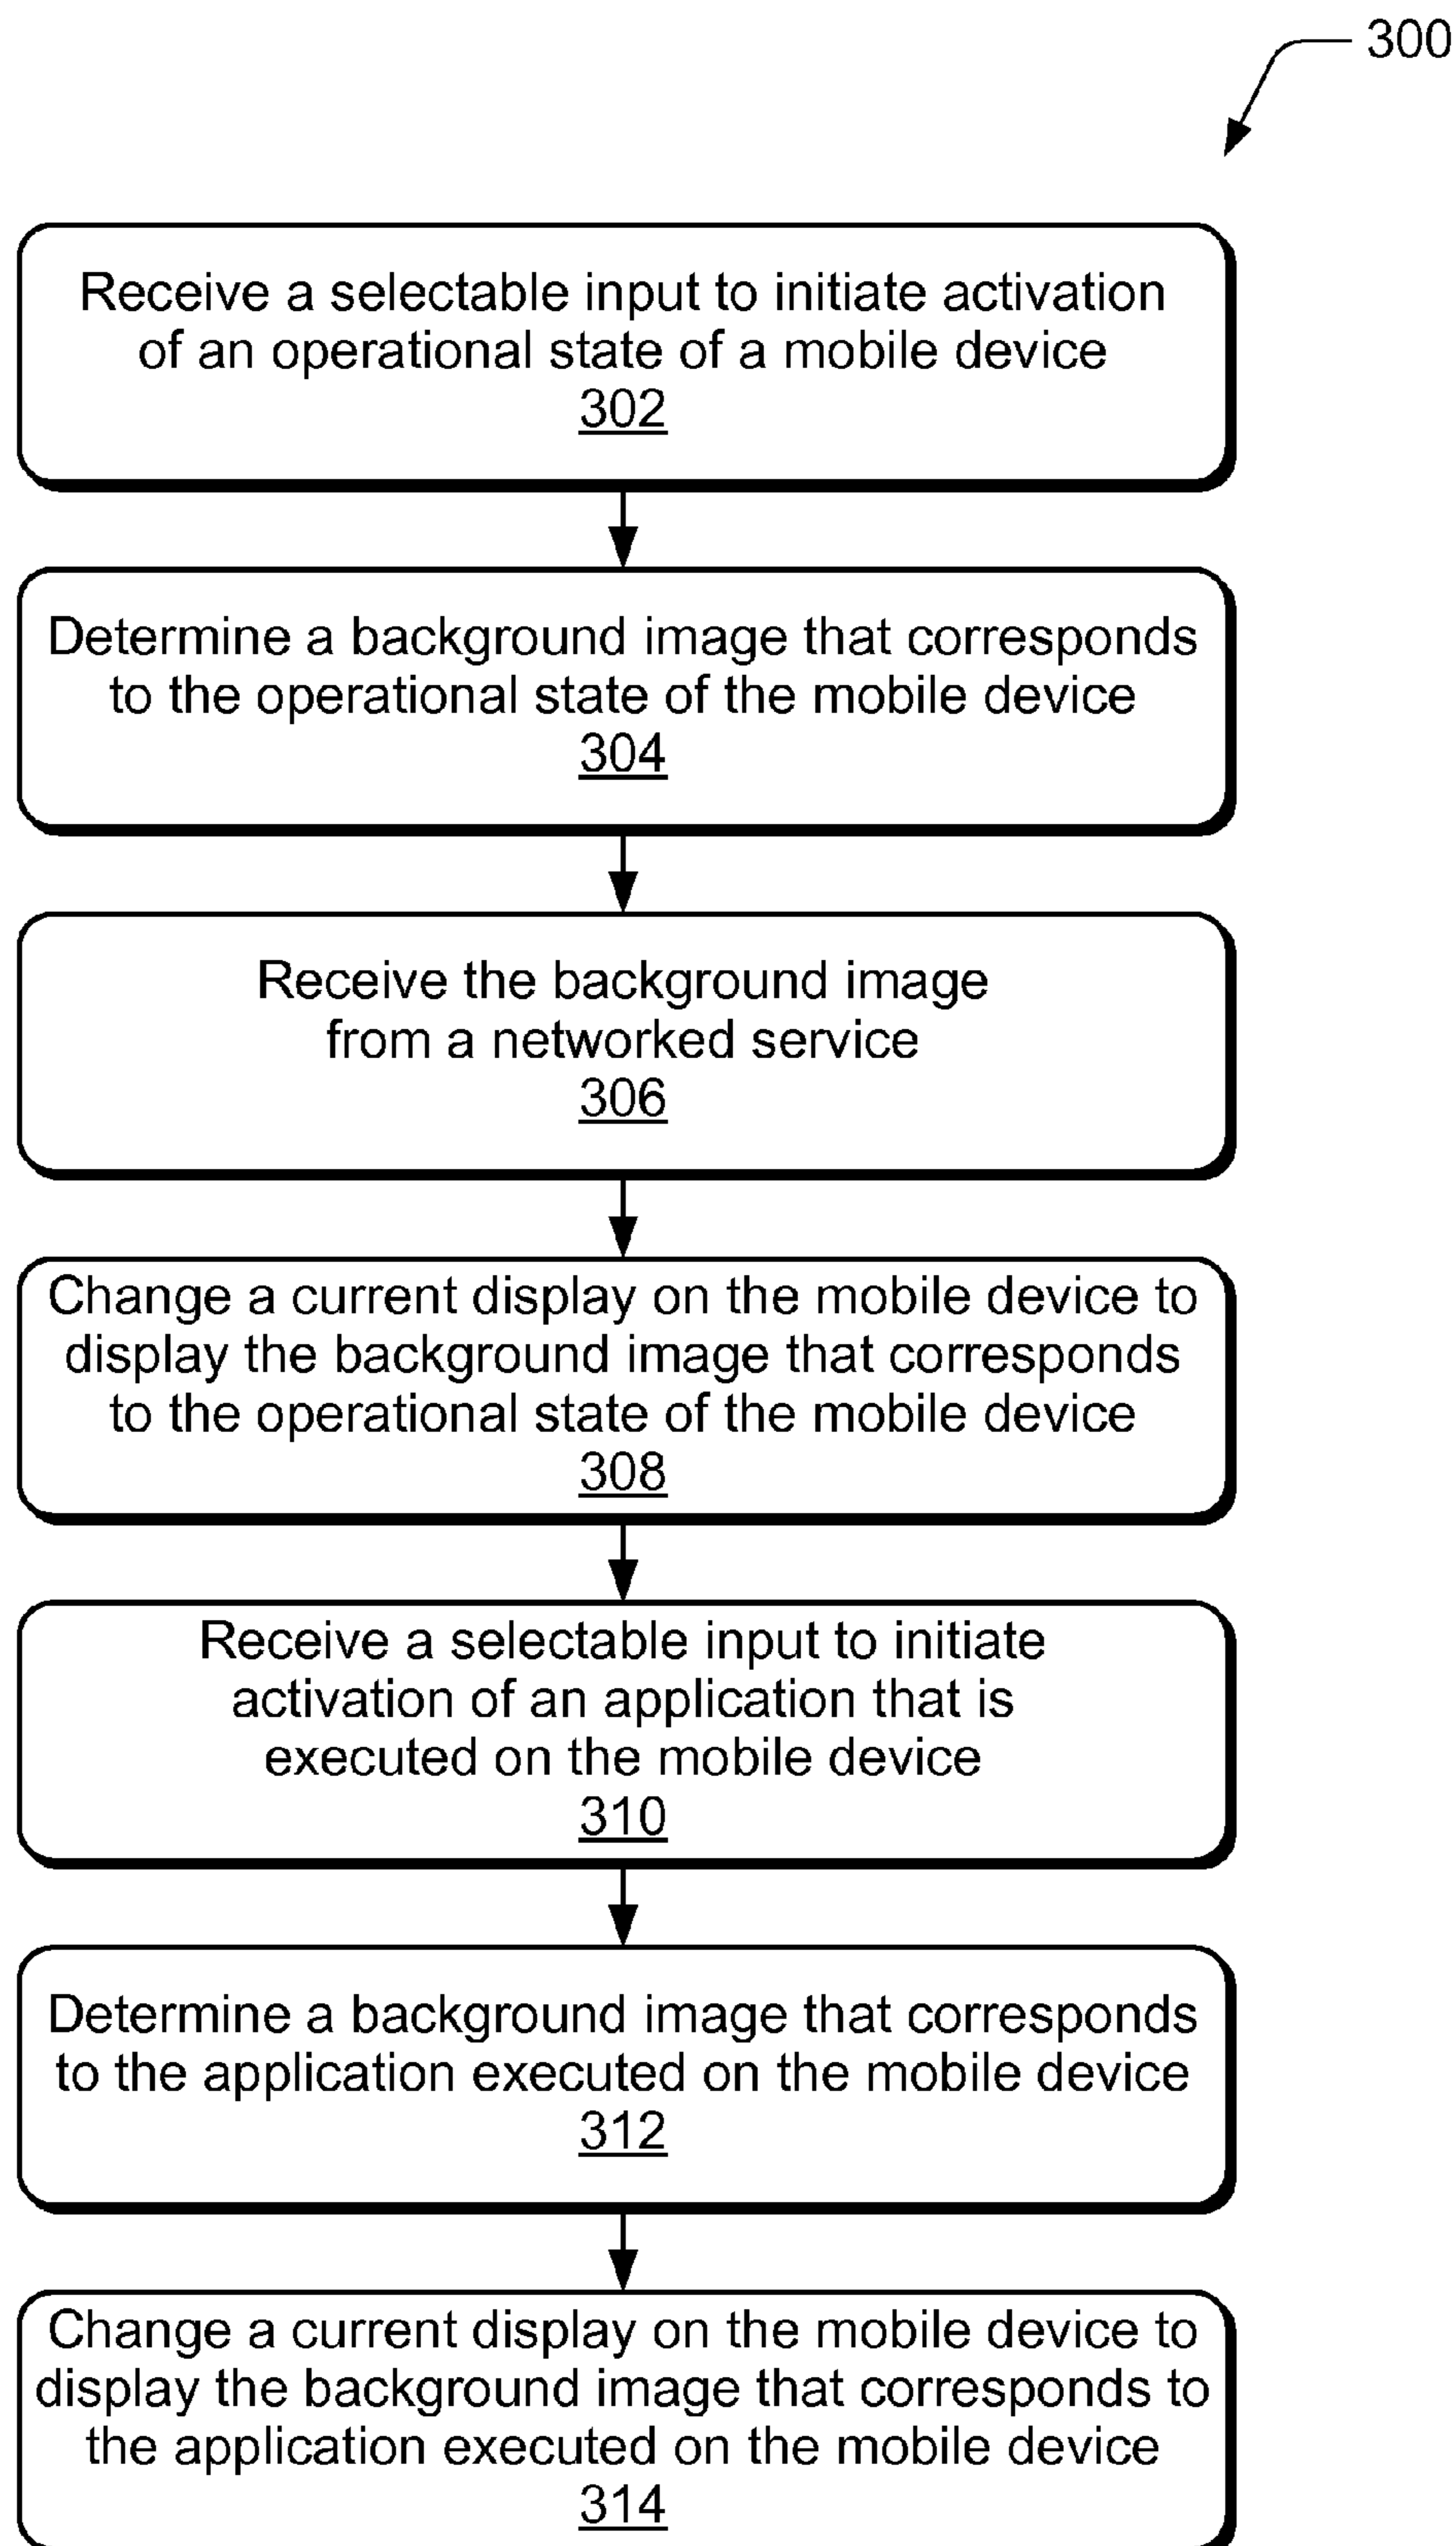 300
Receive a selectable input to initiate activation
of an operational state of a mobile device
302
Determine a background image that corresponds
to the operational state of the mobile device
304
Receive the background image
from a networked service
306
Change a current display on the mobile device to
display the background image that corresponds
to the operational state of the mobile device
308
Receive a selectable input to initiate
activation of an application that is
executed on the mobile device
310
Determine a background image that corresponds
to the application executed on the mobile device
312
Change a current display on the mobile device to
display the background image that corresponds to
the application executed on the mobile device
314